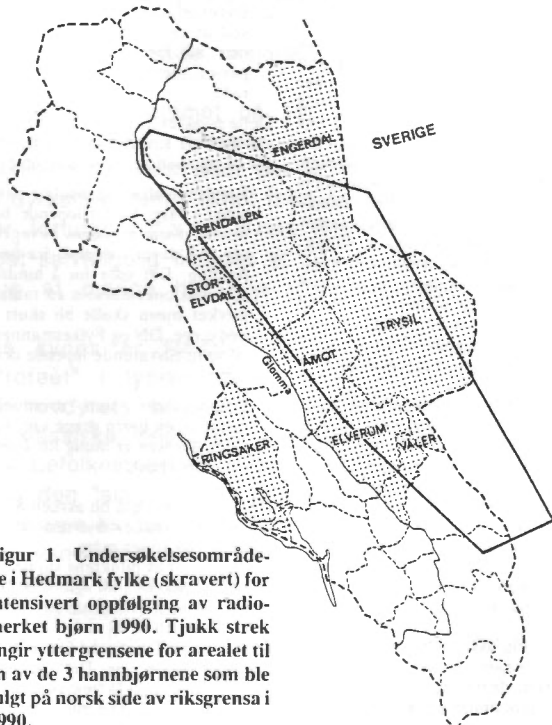 ENGERDAL
SVERIGE
RENDALEN
STOR-
ELVDAL
TRYSIL
ÅMOT
Glomma
ELVERUM
VÅLER
RINGSAKER
igur 1. Undersøkelsesområde-
e i Hedmark fylke (skravert) for
ntensivert oppfølging av radio-
erket bjørn 1990. Tjukk strek
ngir yttergrensene for arealet til
n av de 3 hannbjørnene som ble
ulgt på norsk side av riksgrensa i
990.